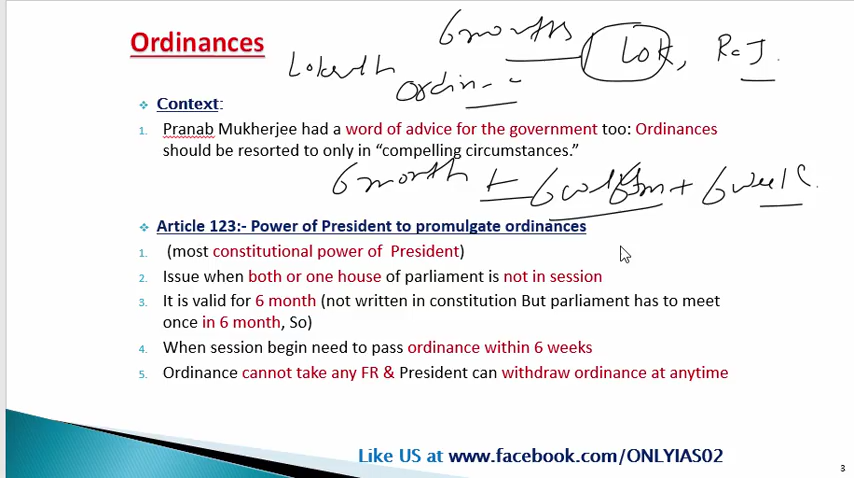 Ordinances
6 months
Lok, R.S.
ordin
Context:
1. Pranab Mukherjee had a word of advice for the government too: Ordinances
should be resorted to only in “compelling circumstances.”
6 month + 6 m + 6 week
Article 123:- Power of President to promulgate ordinances
1. (most constitutional power of President)
2. Issue when both or one house of parliament is not in session
3. It is valid for 6 month (not written in constitution But parliament has to meet
once in 6 month, So)
4. When session begin need to pass ordinance within 6 weeks
5. Ordinance cannot take any FR & President can withdraw ordinance at anytime
Like US at www.facebook.com/ONLYIAS02
3